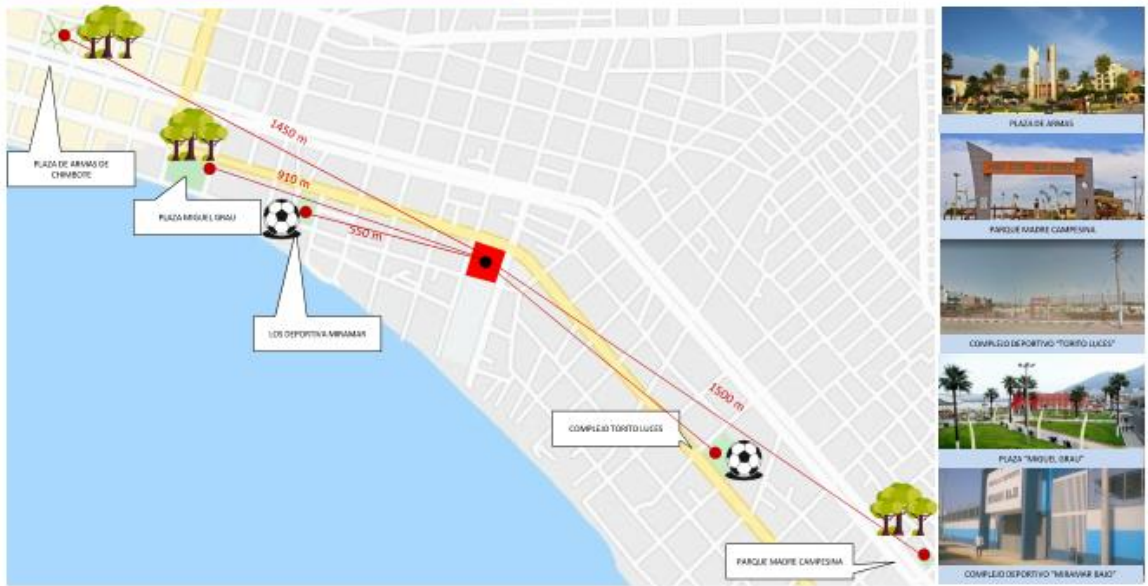 1450 m
PLAZA DE ARMAS DE
CHIMBOTE
910 m
PLAZA MIGUEL GRAU
550 m
LOS DEPORTIVA MIRAMAR
1500 m
COMPLEJO TORITO LUCES
PARQUE MADRE CAMPESINA
PLAZA DE ARMAS
PARQUE MADRE CAMPESINA
COMPLEJO DEPORTIVO "TORITO LUCES"
PLAZA "MIGUEL GRAU"
COMPLEJO DEPORTIVO "MIRAMAR BAJO"